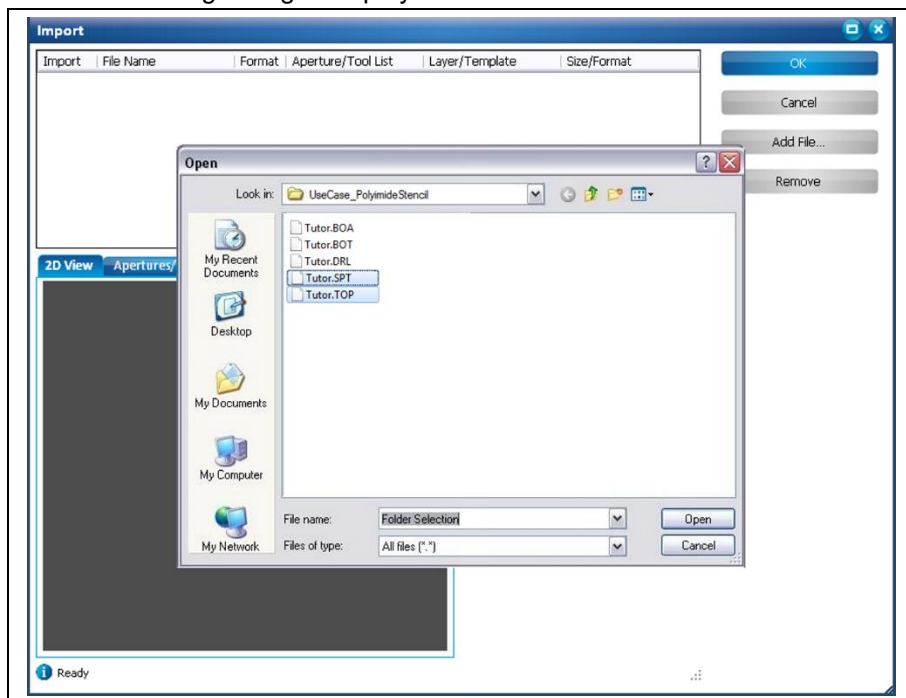 Import
Import File Name Format Aperture/Tool List Layer/Template Size/Format
OK
Cancel
Add File...
Remove
Open
Look in: UseCase_PolyimideStencil
My Recent Documents
Desktop
My Documents
My Computer
My Network
Tutor.BOA
Tutor.BOT
Tutor.DRL
Tutor.SPT
Tutor.TOP
File name: Folder Selection Open
Files of type: All files (*.*) Cancel
2D View Apertures/
Ready